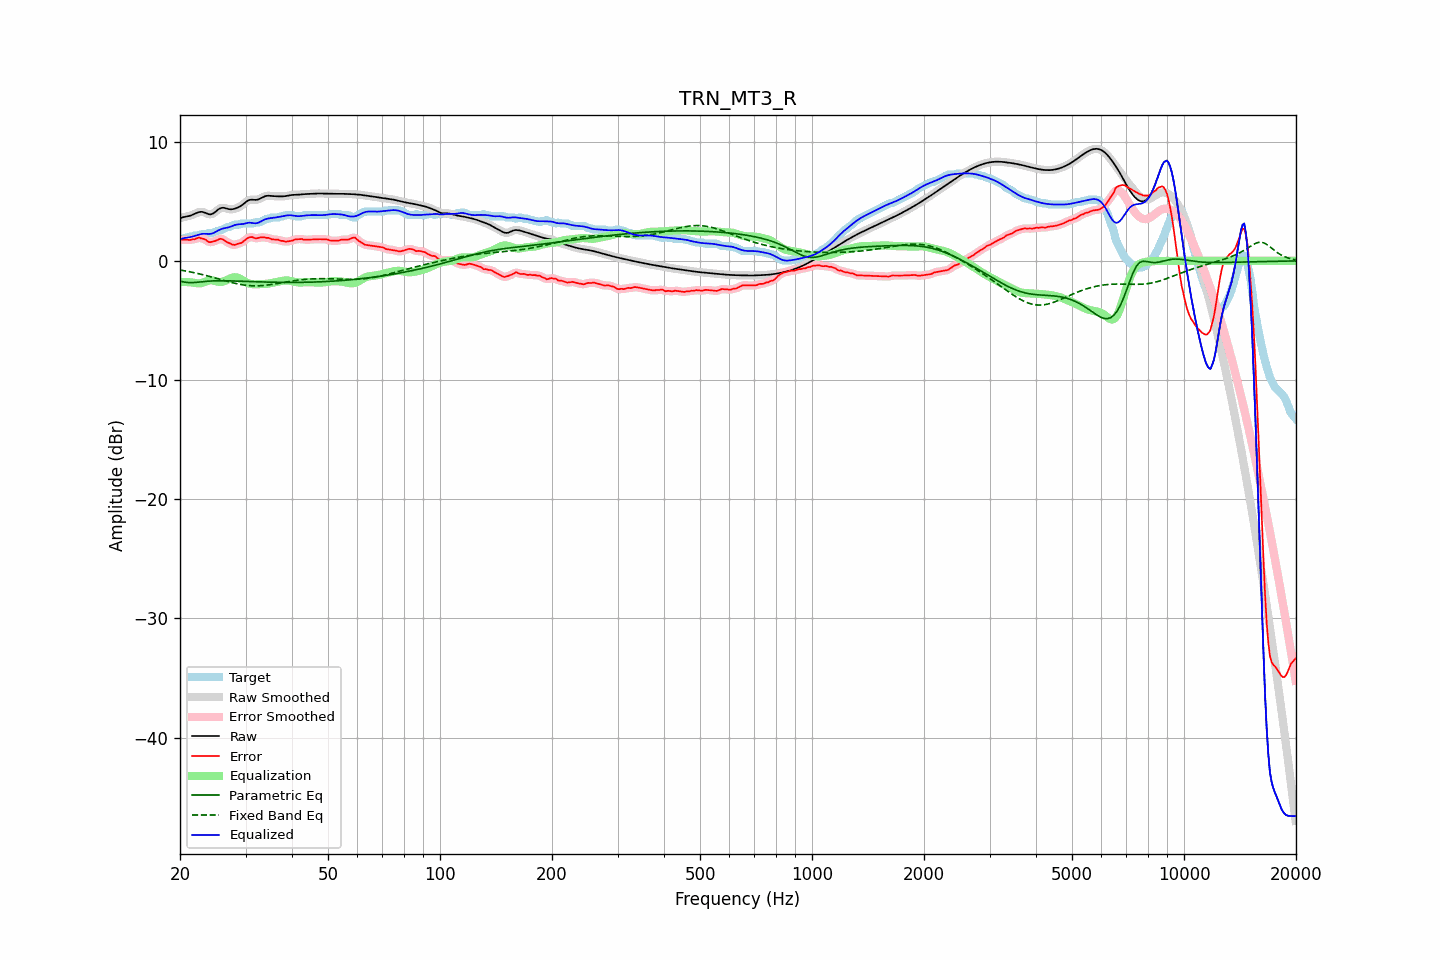 TRN_MT3_R
10
0
−10
−20
−30
−40
Amplitude (dBr)
Target
Raw Smoothed
Error Smoothed
Raw
Error
Equalization
Parametric Eq
Fixed Band Eq
Equalized
20 50 100 200 500 1000 2000 5000 10000 20000
Frequency (Hz)